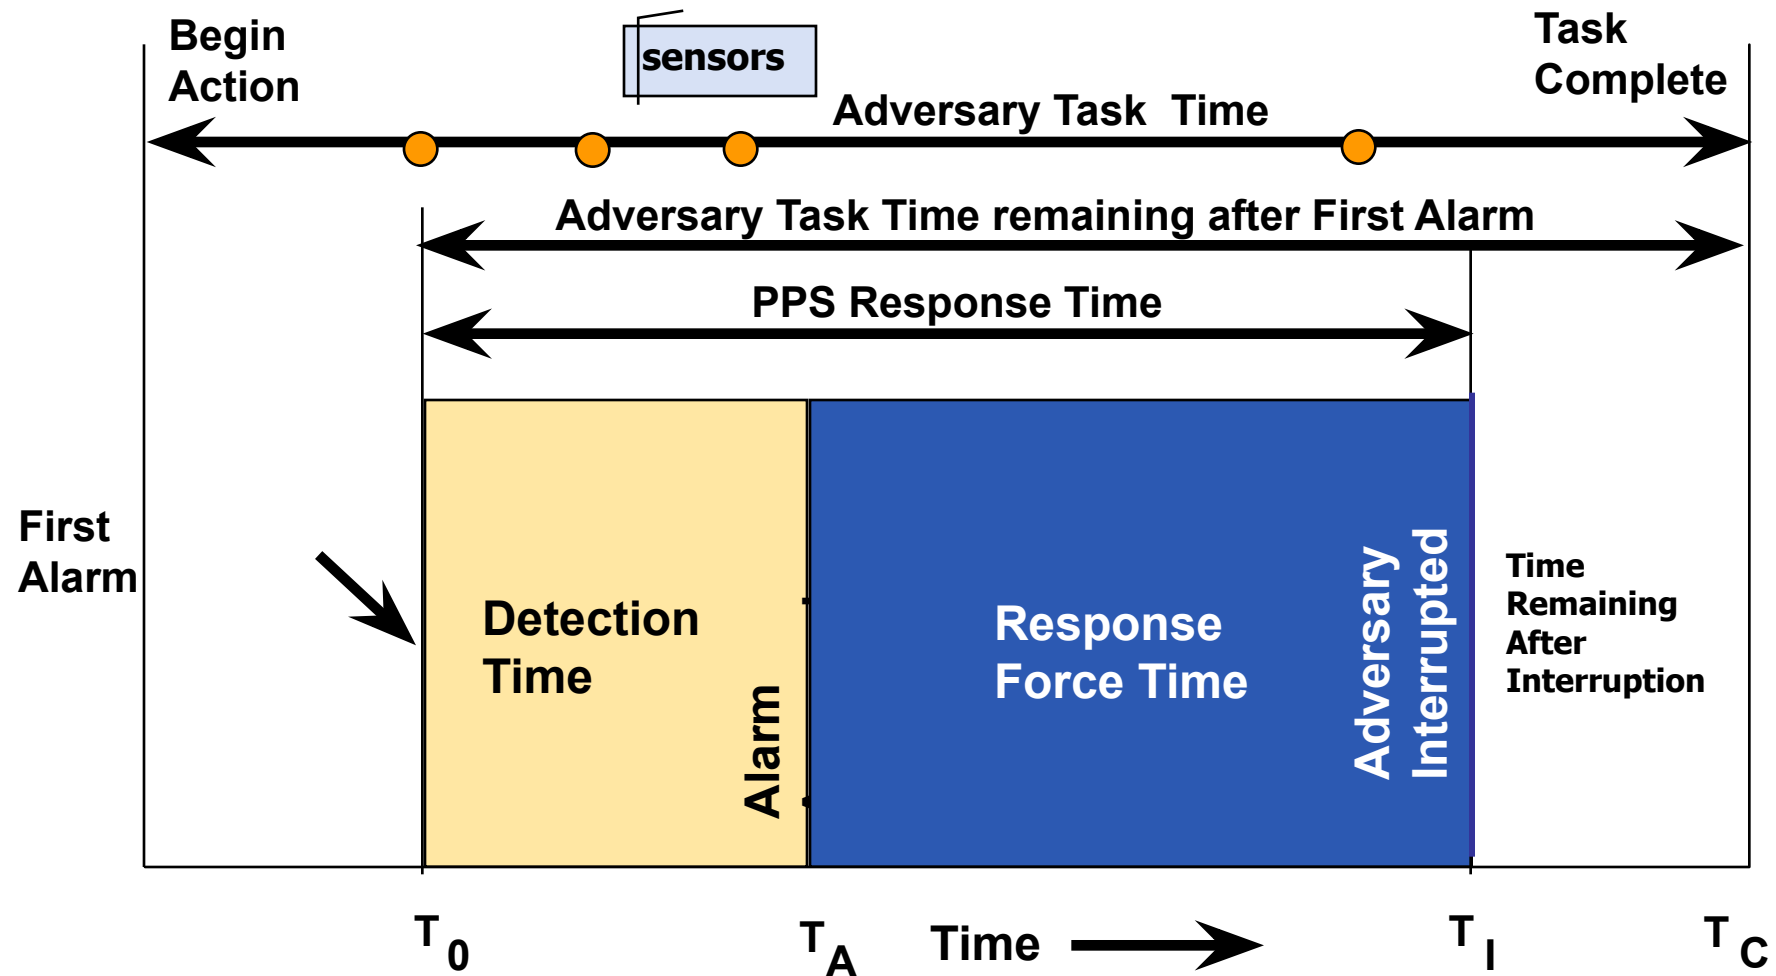 Begin
Action
sensors
Task
Complete
Adversary Task Time
Adversary Task Time remaining after First Alarm
PPS Response Time
First
Alarm
Detection
Time
Alarm
Response
Force Time
Adversary
Interrupted
Time
Remaining
After
Interruption
T0
TA
Time
TI
TC